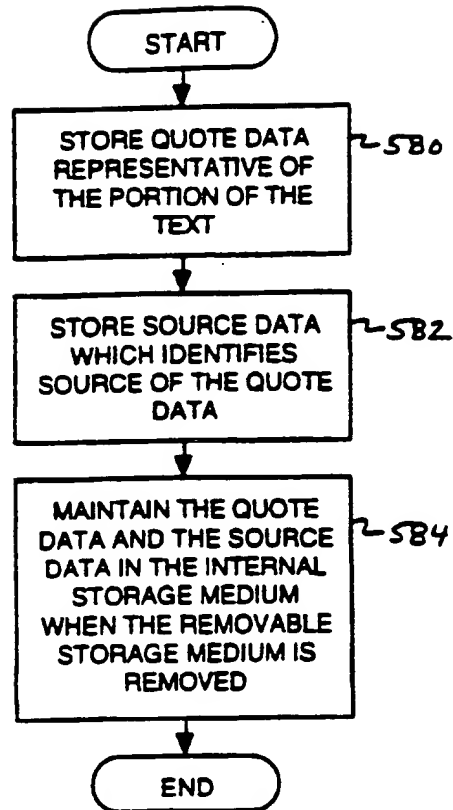 START
STORE QUOTE DATA
REPRESENTATIVE OF
THE PORTION OF THE
TEXT
580
STORE SOURCE DATA
WHICH IDENTIFIES
SOURCE OF THE QUOTE
DATA
582
MAINTAIN THE QUOTE
DATA AND THE SOURCE
DATA IN THE INTERNAL
STORAGE MEDIUM
WHEN THE REMOVABLE
STORAGE MEDIUM IS
REMOVED
584
END